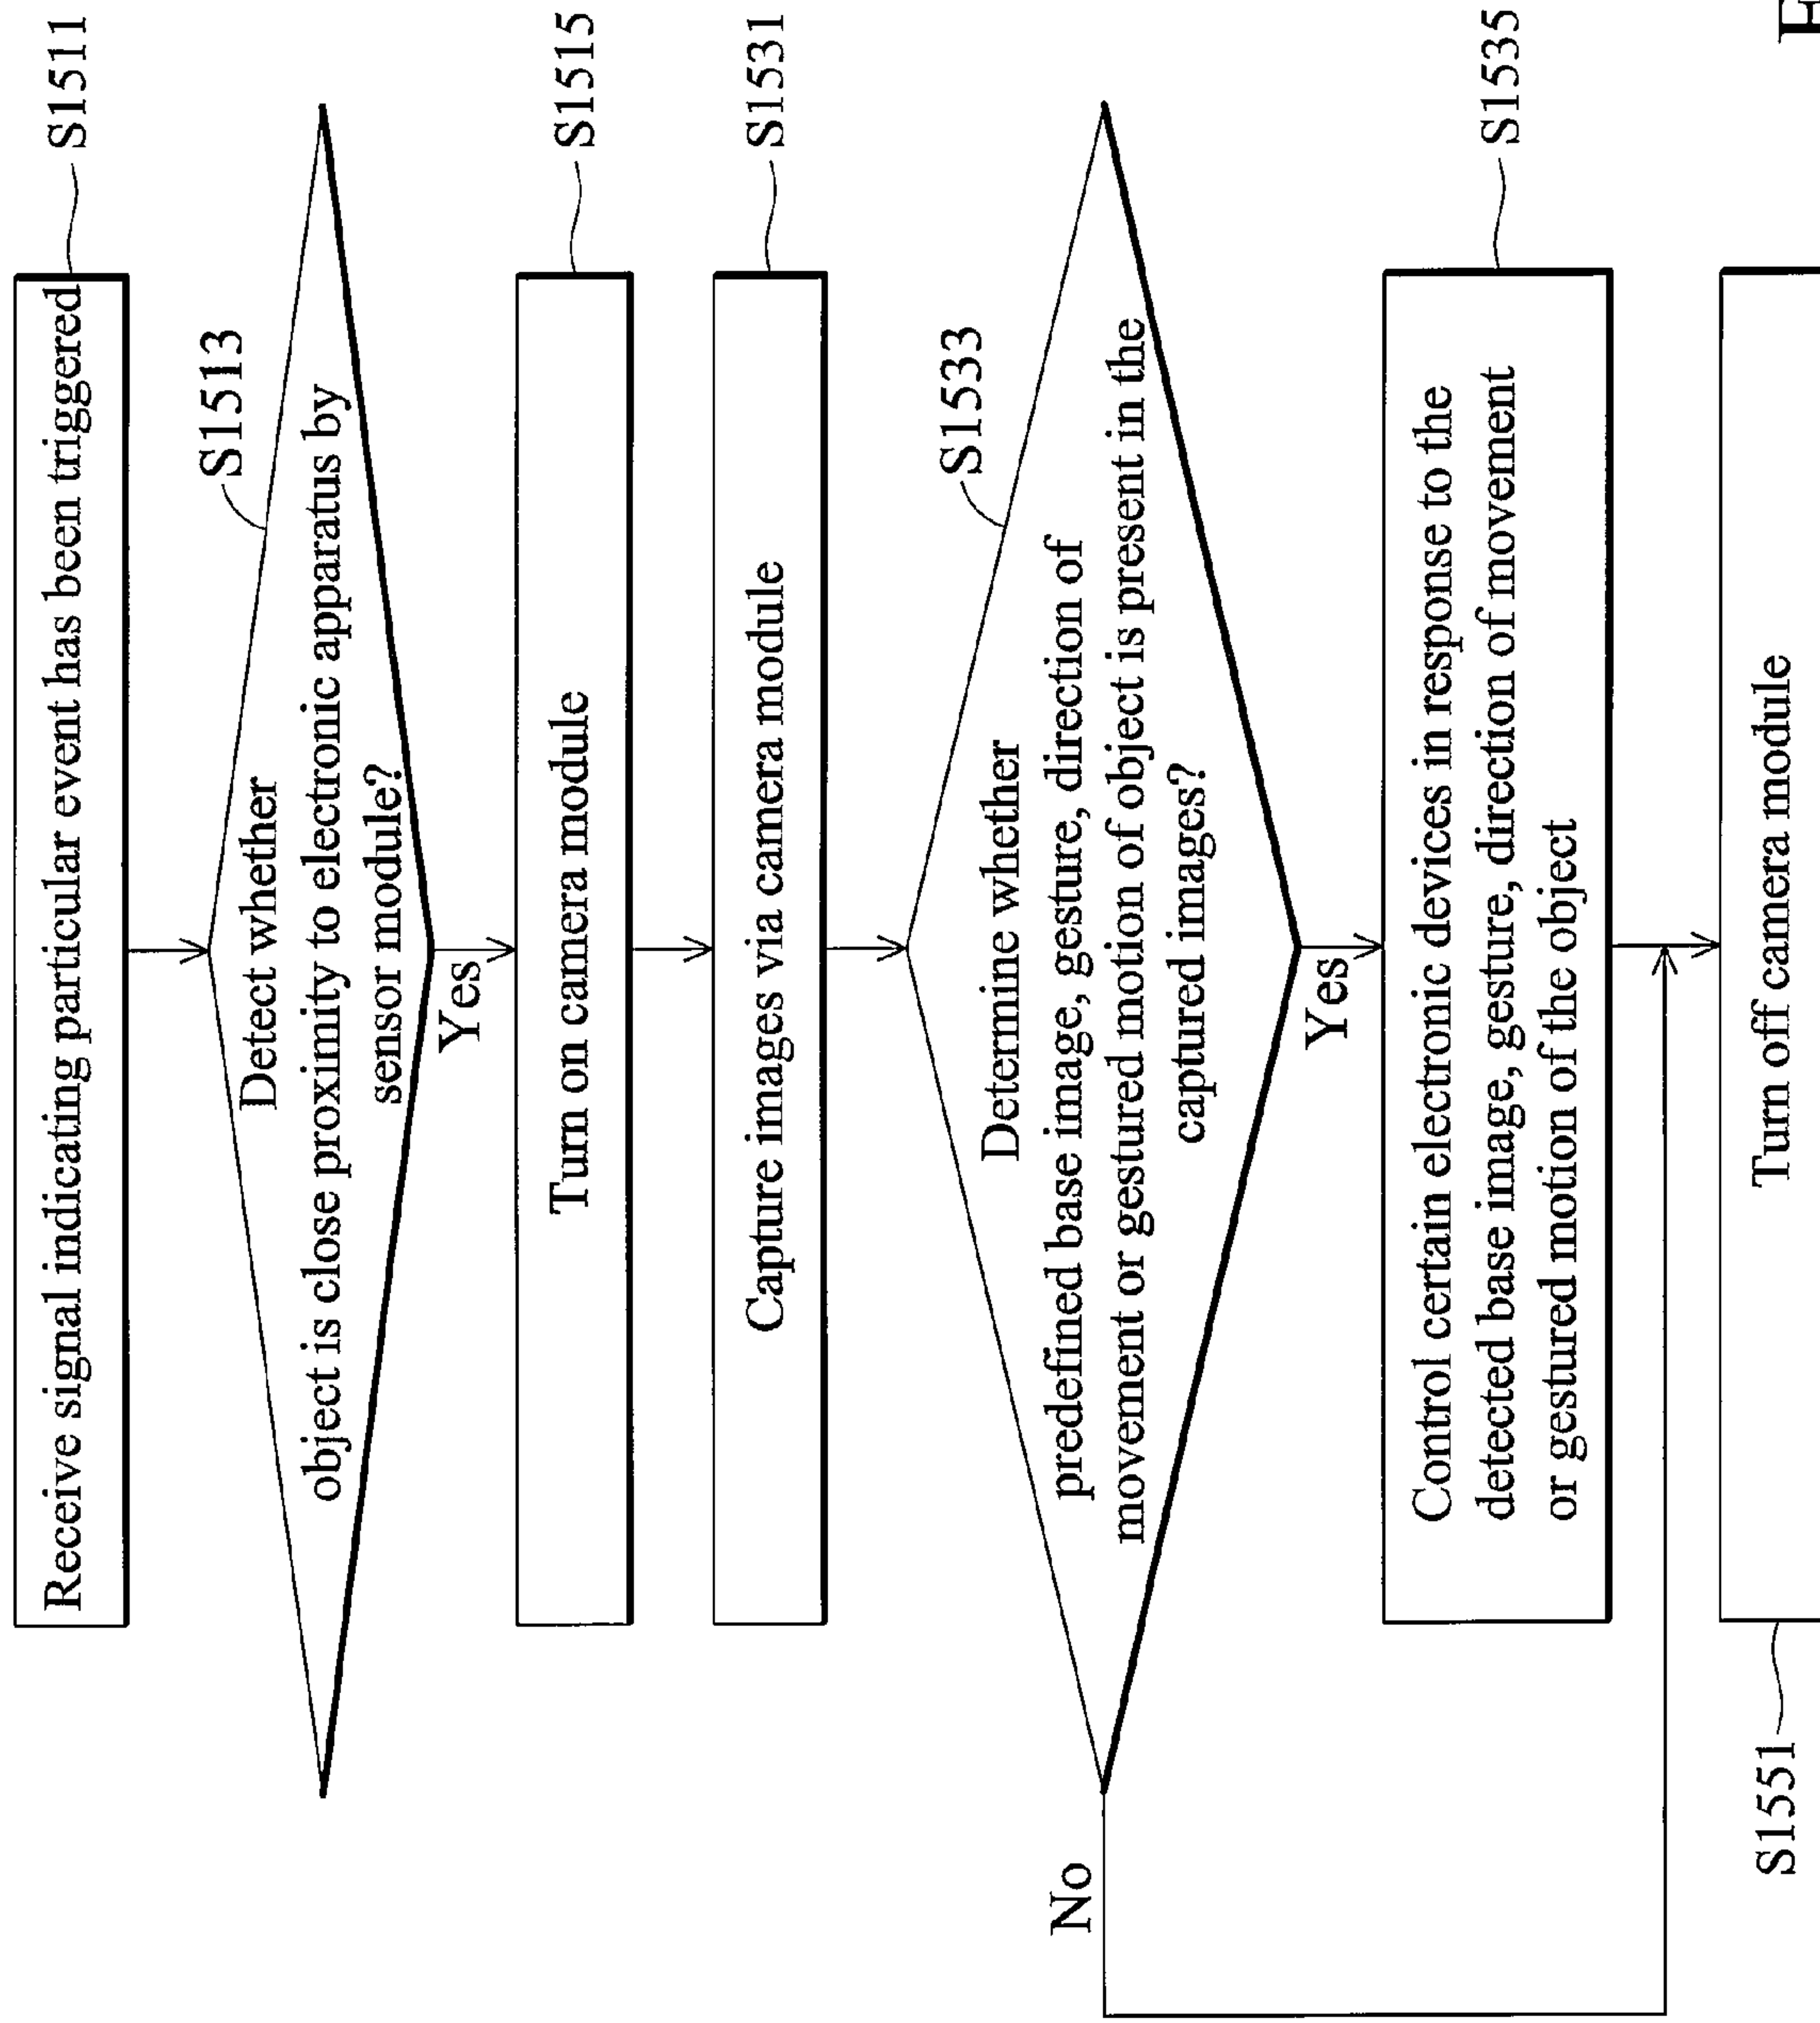 Receive signal indicating particular event has been triggered
S1511
S1513
Detect whether
object is close proximity to electronic apparatus by
sensor module?
Yes
Turn on camera module
S1515
Capture images via camera module
S1531
S1533
Determine whether
predefined base image, gesture, direction of
movement or gestured motion of object is present in the
captured images?
No
Yes
Control certain electronic devices in response to the
detected base image, gesture, direction of movement
or gestured motion of the object
S1535
S1551
Turn off camera module